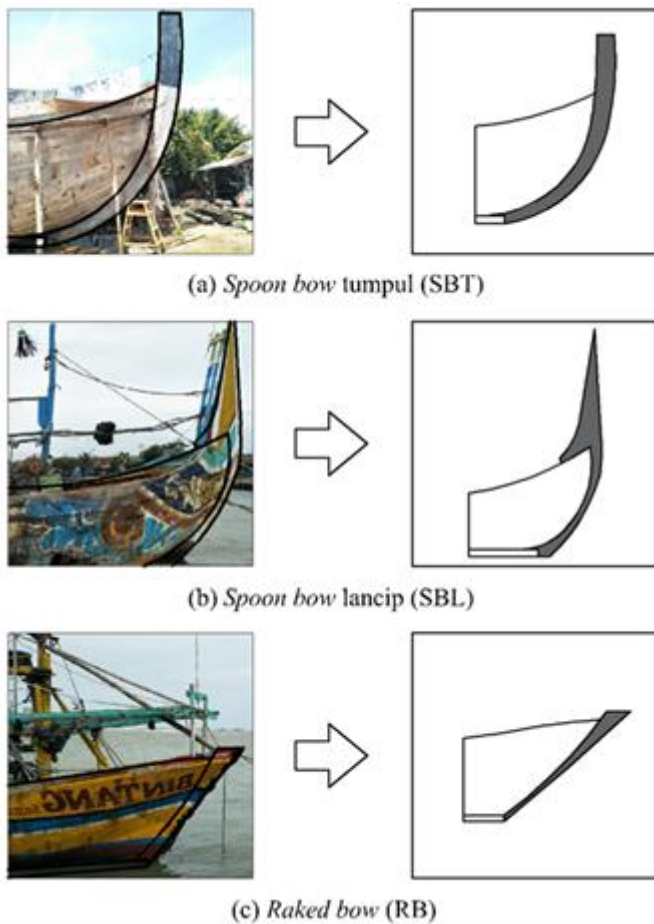 (a) Spoon bow tumpul (SBT)
(b) Spoon bow lancip (SBL)
BINTANG
(c) Raked bow (RB)